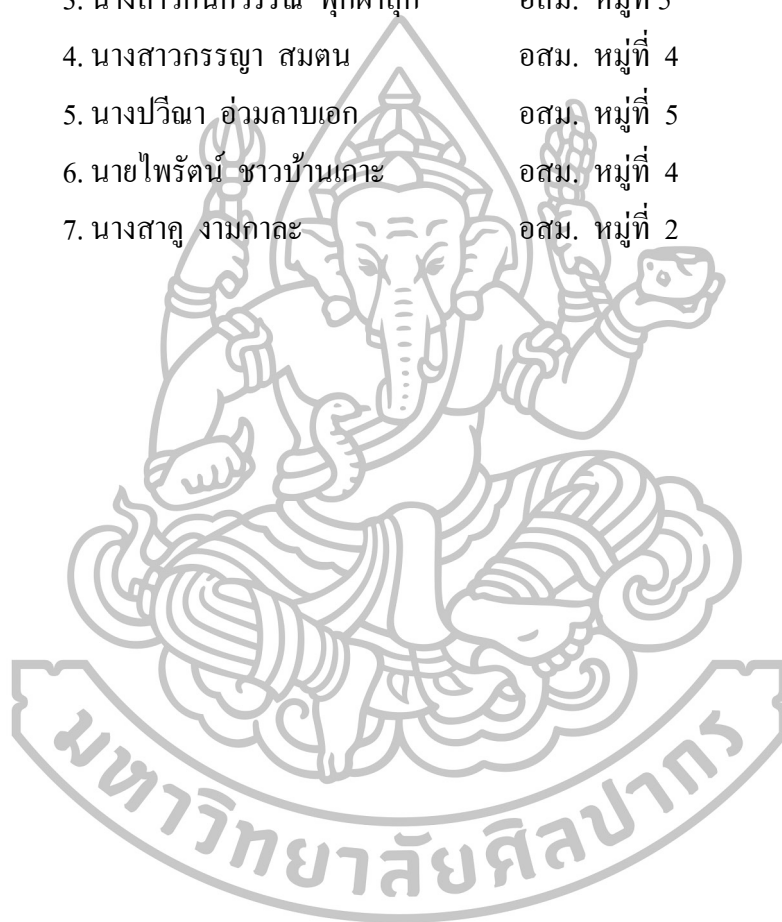 4. นางสาวกรรญา สมตน อสม. หมู่ที่ 4
5. นางปวีณา อ่วมลาบเอก อสม. หมู่ที่ 5
6. นายไพรัตน์ ชาวบ้านเกาะ อสม. หมู่ที่ 4
7. นางสาคู งามกาละ อสม. หมู่ที่ 2
มหาวิทยาลัยศิลปากร